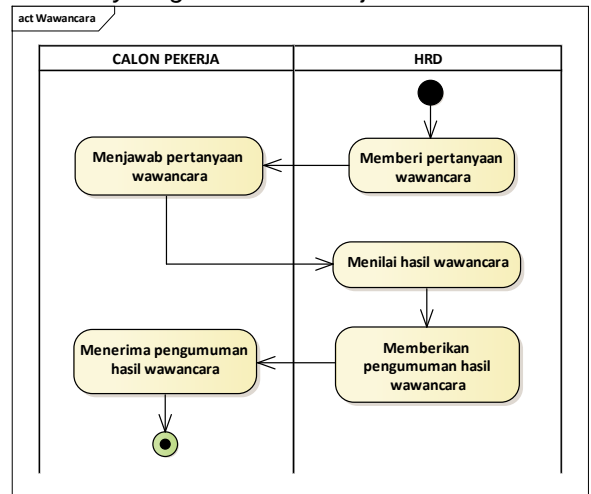 act Wawancara
CALON PEKERJA
HRD
Memberi pertanyaan
wawancara
Menjawab pertanyaan
wawancara
Menilai hasil wawancara
Memberikan
pengumuman hasil
wawancara
Menerima pengumuman
hasil wawancara